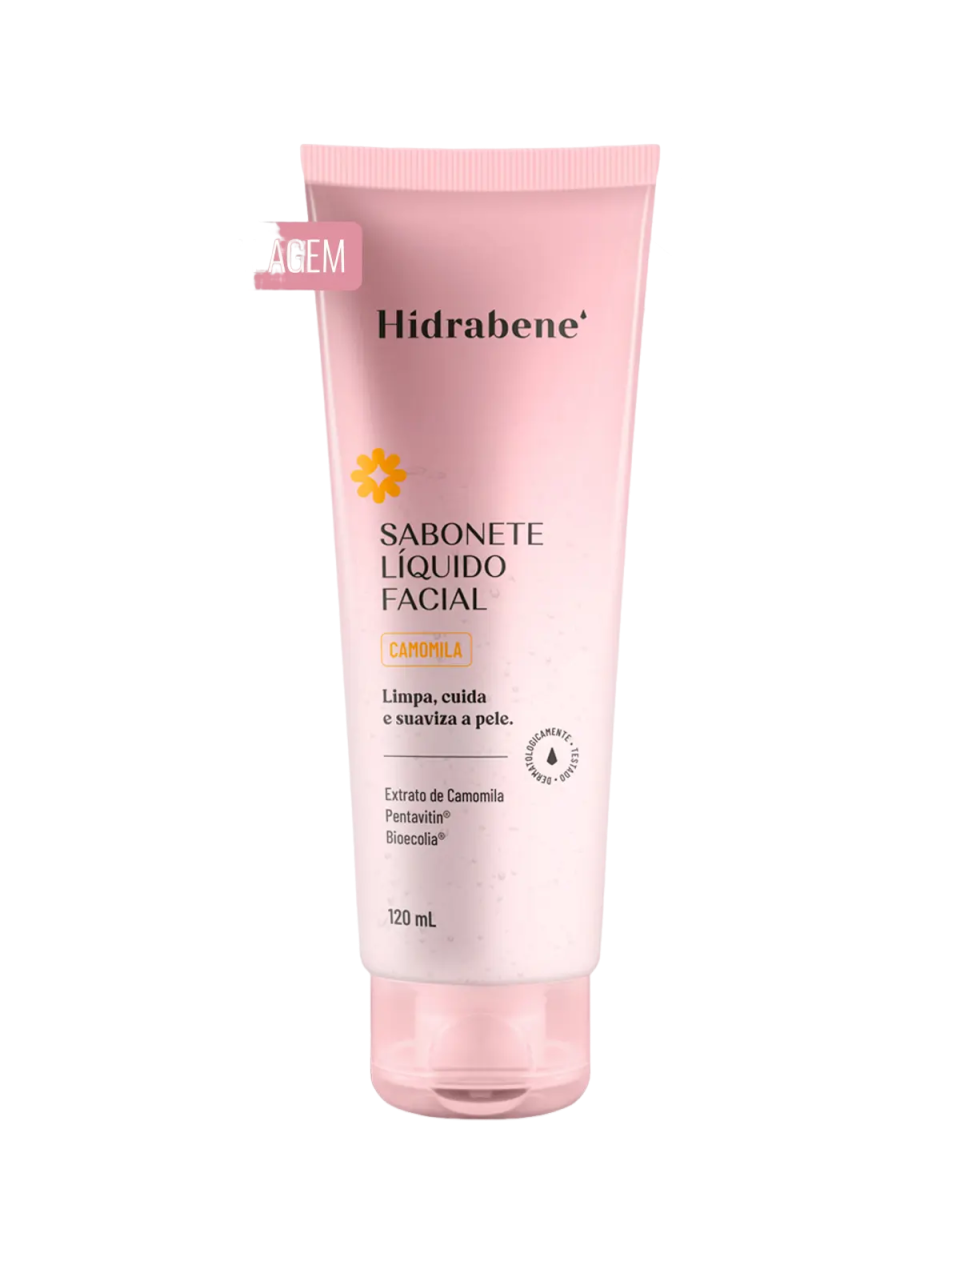 AGEM
Hidrabene
SABONETE
LÍQUIDO
FACIAL
CAMOMILA
Limpa, cuida
e suaviza a pele.
DERMATOLOGICAMENTE • TESTADO •
Extrato de Camomila
Pentavitin®
Bioecolia®
120 mL